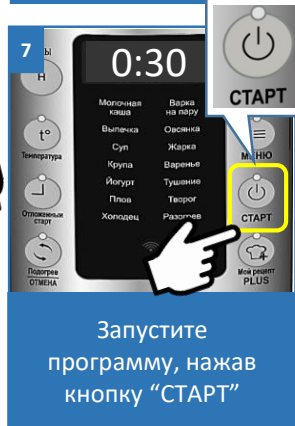 7
Ы
Н
0:30
СТАРТ
Молочная каша
Варка на пару
Выпечка
Овсянка
Суп
Жарка
Крупа
Варенье
Йогурт
Тушение
Плов
Творог
Холодец
Разогрев
t°
Температура
Отложенный старт
Подогрев
ОТМЕНА
МЕНЮ
СТАРТ
Мой рецепт
PLUS
Запустите
программу, нажав
кнопку “СТАРТ”